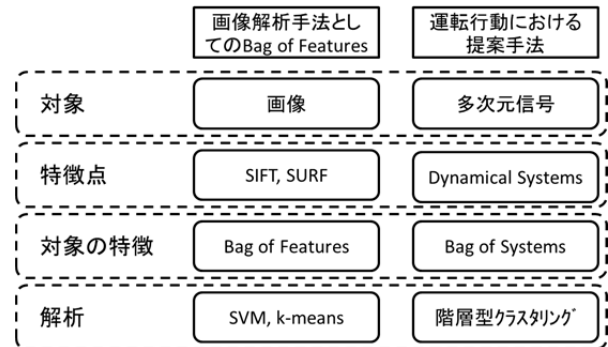 画像解析手法とし
てのBag of Features
運転行動における
提案手法
対象
画像
多次元信号
特徴点
SIFT, SURF
Dynamical Systems
対象の特徴
Bag of Features
Bag of Systems
解析
SVM, k-means
階層型ｸﾗｽﾀﾘﾝｸﾞ